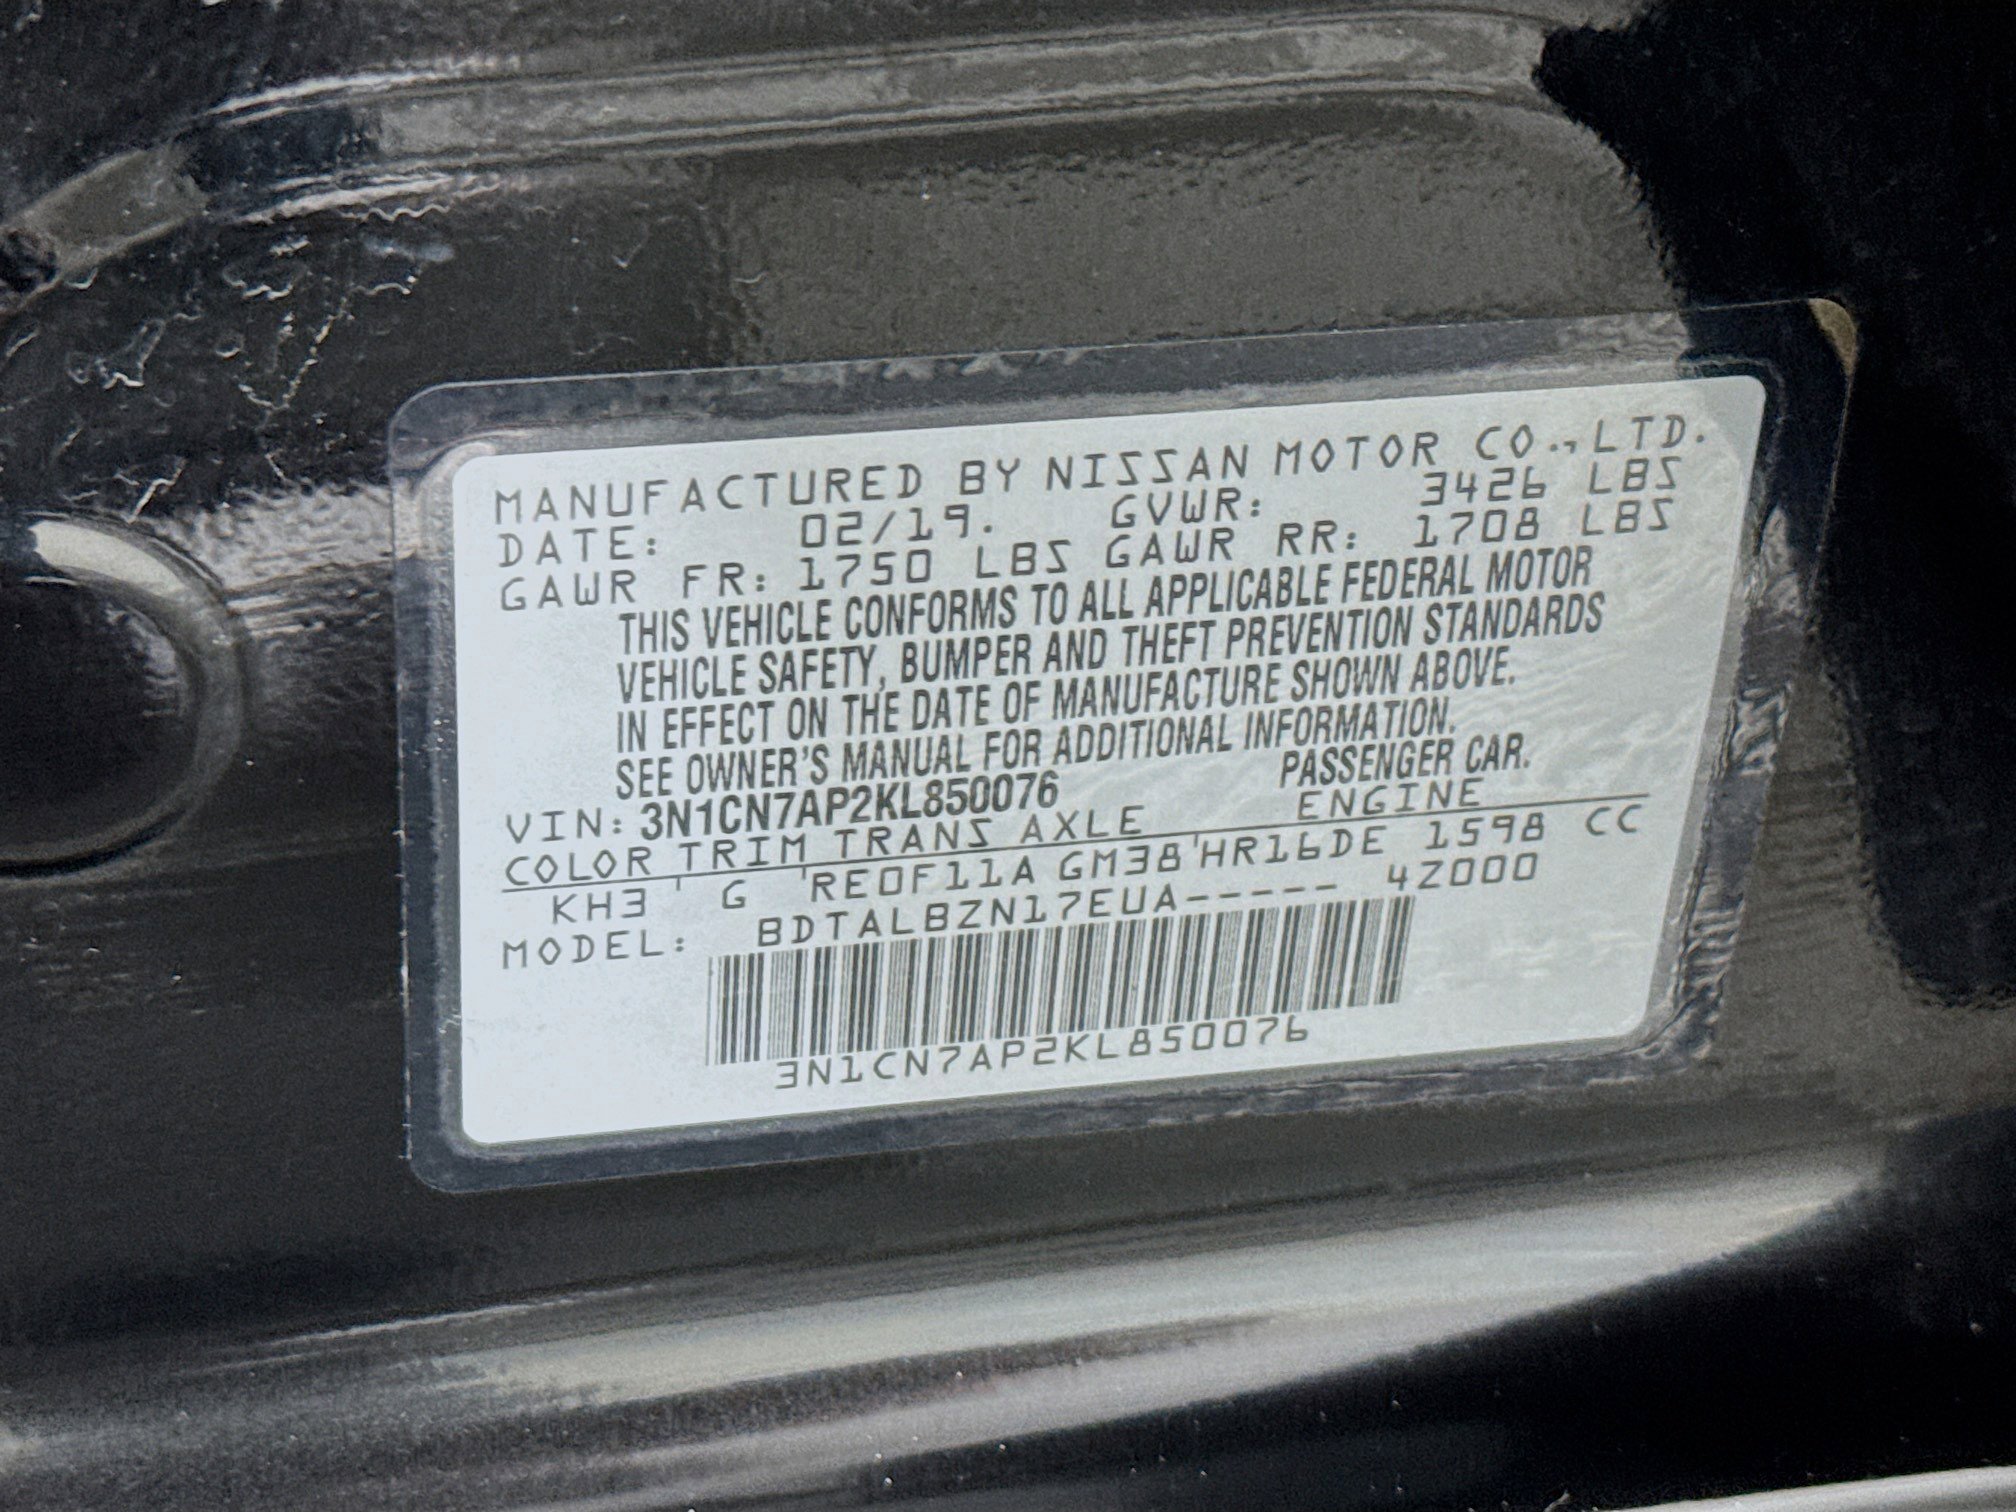 MANUFACTURED BY NISSAN MOTOR CO.,LTD.
DATE: 02/19. GVWR: 3426 LBS
GAWR FR: 1750 LBS GAWR RR: 1708 LBS
THIS VEHICLE CONFORMS TO ALL APPLICABLE FEDERAL MOTOR
VEHICLE SAFETY, BUMPER AND THEFT PREVENTION STANDARDS
IN EFFECT ON THE DATE OF MANUFACTURE SHOWN ABOVE.
SEE OWNER'S MANUAL FOR ADDITIONAL INFORMATION.
VIN: 3N1CN7AP2KL850076 PASSENGER CAR.
COLOR TRIM TRANS AXLE ENGINE
KH3 G RE0F11A GM38 HR16DE 1598 CC
MODEL: BDTALBZN17EUA----- 4Z000
3N1CN7AP2KL850076